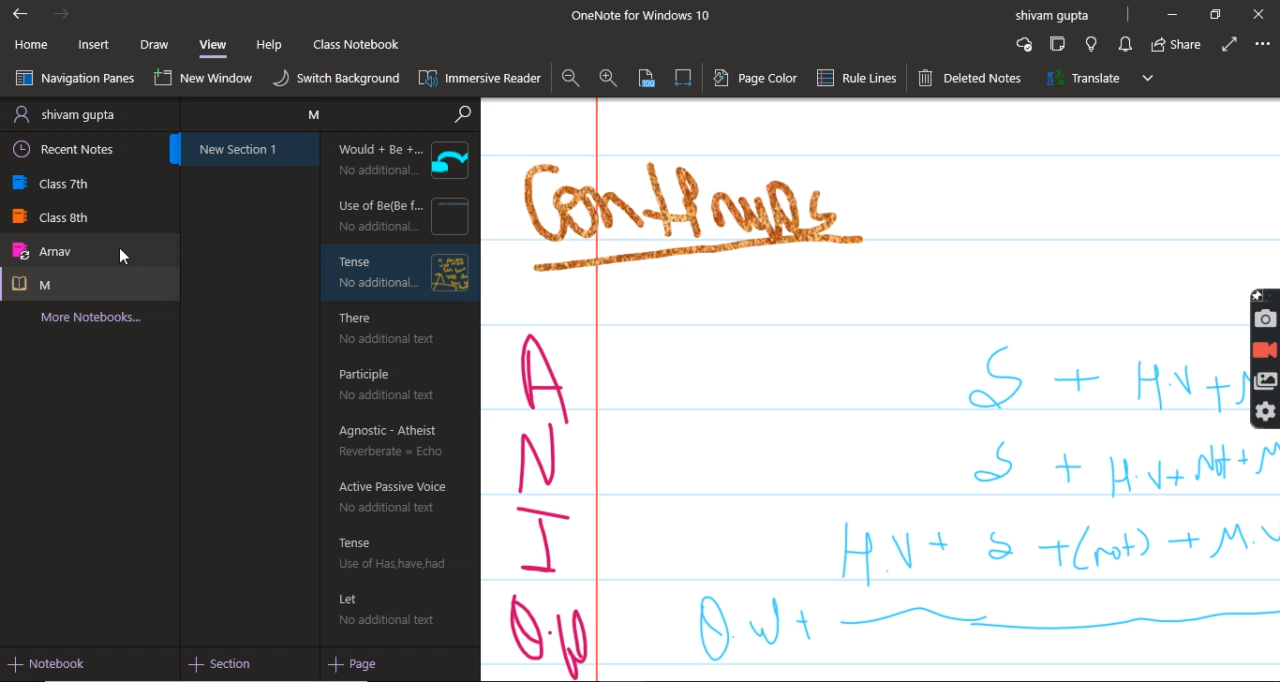 OneNote for Windows 10
shivam gupta
Home Insert Draw View Help Class Notebook
Share
Navigation Panes New Window Switch Background Immersive Reader Page Color Rule Lines Deleted Notes Translate
shivam gupta
M
Recent Notes
Class 7th
Class 8th
Arnav
M
More Notebooks...
New Section 1
Would + Be +...
No additional...
Use of Be(Be f...
No additional...
Tense
No additional...
There
No additional text
Participle
No additional text
Agnostic - Atheist
Reverberate = Echo
Active Passive Voice
No additional text
Tense
Use of Has,have,had
Let
No additional text
Notebook
Section
Page
A S + H.V +
N S + H.V + Not +
I H.V + S + (not) + M.V
Q.W Q.W +